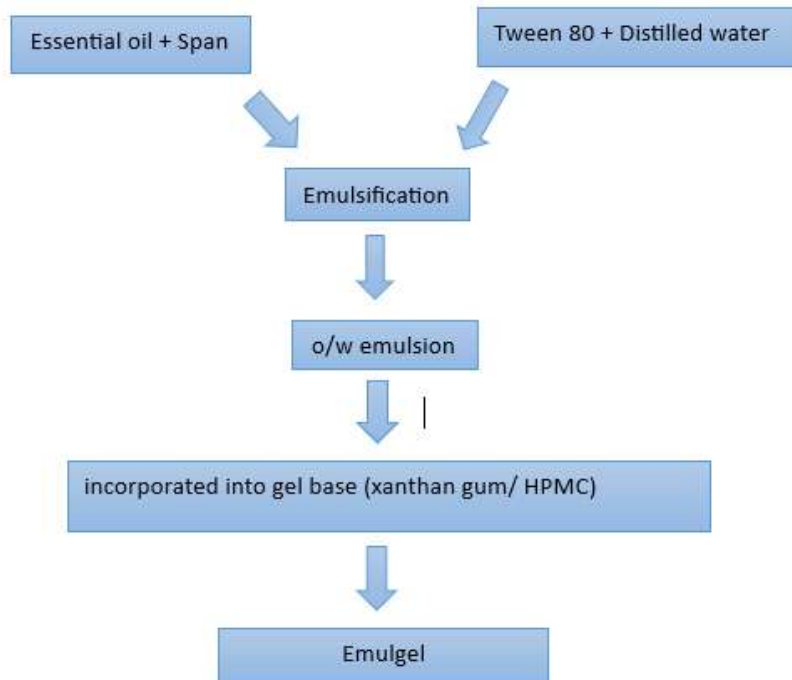 Essential oil + Span
Tween 80 + Distilled water
Emulsification
o/w emulsion
incorporated into gel base (xanthan gum/ HPMC)
Emulgel